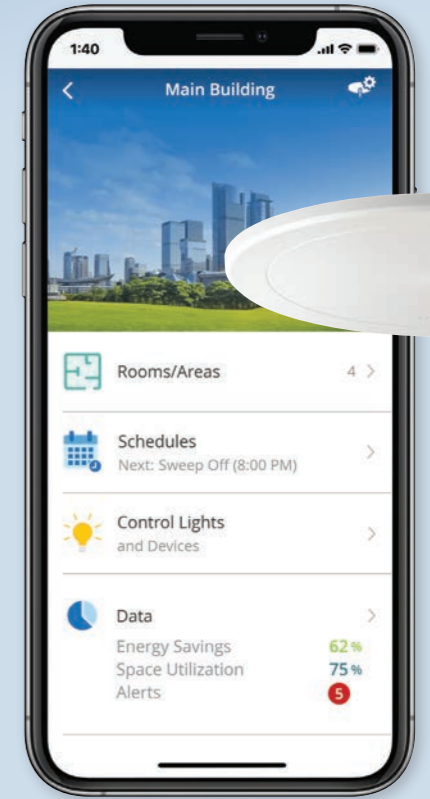 1:40
Main Building
Rooms/Areas 4
Schedules
Next: Sweep Off (8:00 PM)
Control Lights
and Devices
Data
Energy Savings 62%
Space Utilization 75%
Alerts 5